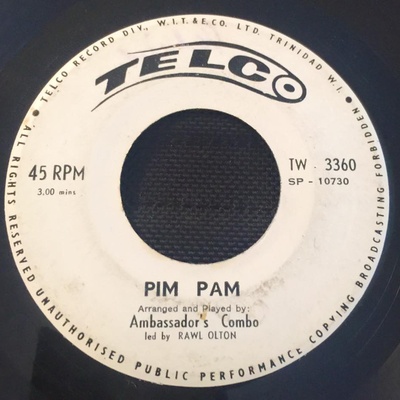 • TELCO RECORD DIV., W.I.T. & E. CO. LTD. TRINIDAD W.I. •
TELCO
45 RPM
3.00 mins
TW - 3360
SP - 10730
PIM PAM
Arranged and Played by:
Ambassador's Combo
led by RAWL OLTON
ALL RIGHTS RESERVED UNAUTHORISED PUBLIC PERFORMANCE COPYING BROADCASTING FORBIDDEN